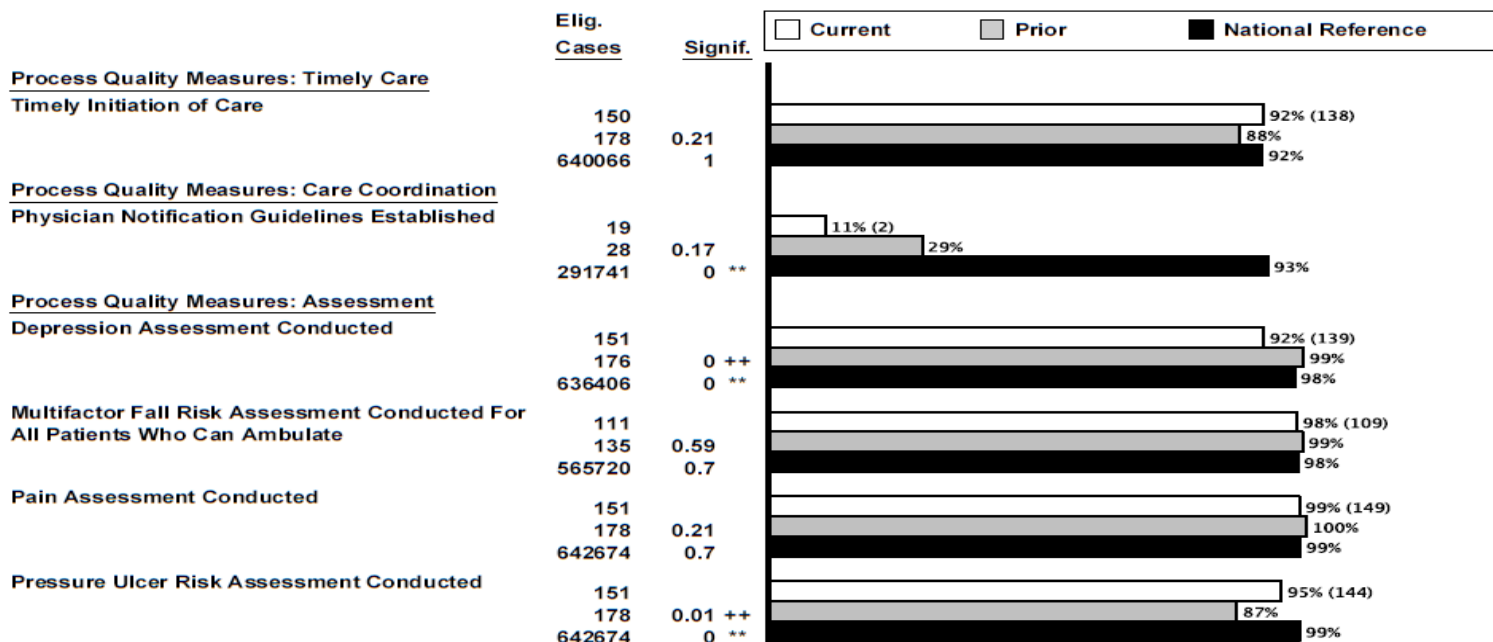 Elig.
Cases Signif. Current Prior National Reference
Process Quality Measures: Timely Care
Timely Initiation of Care
150 92% (138)
178 0.21 88%
640066 1 92%
Process Quality Measures: Care Coordination
Physician Notification Guidelines Established
19 11% (2)
28 0.17 29%
291741 0 ** 93%
Process Quality Measures: Assessment
Depression Assessment Conducted
151 92% (139)
176 0 ++ 99%
636406 0 ** 98%
Multifactor Fall Risk Assessment Conducted For
All Patients Who Can Ambulate
111 98% (109)
135 0.59 99%
565720 0.7 98%
Pain Assessment Conducted
151 99% (149)
178 0.21 100%
642674 0.7 99%
Pressure Ulcer Risk Assessment Conducted
151 95% (144)
178 0.01 ++ 87%
642674 0 ** 99%